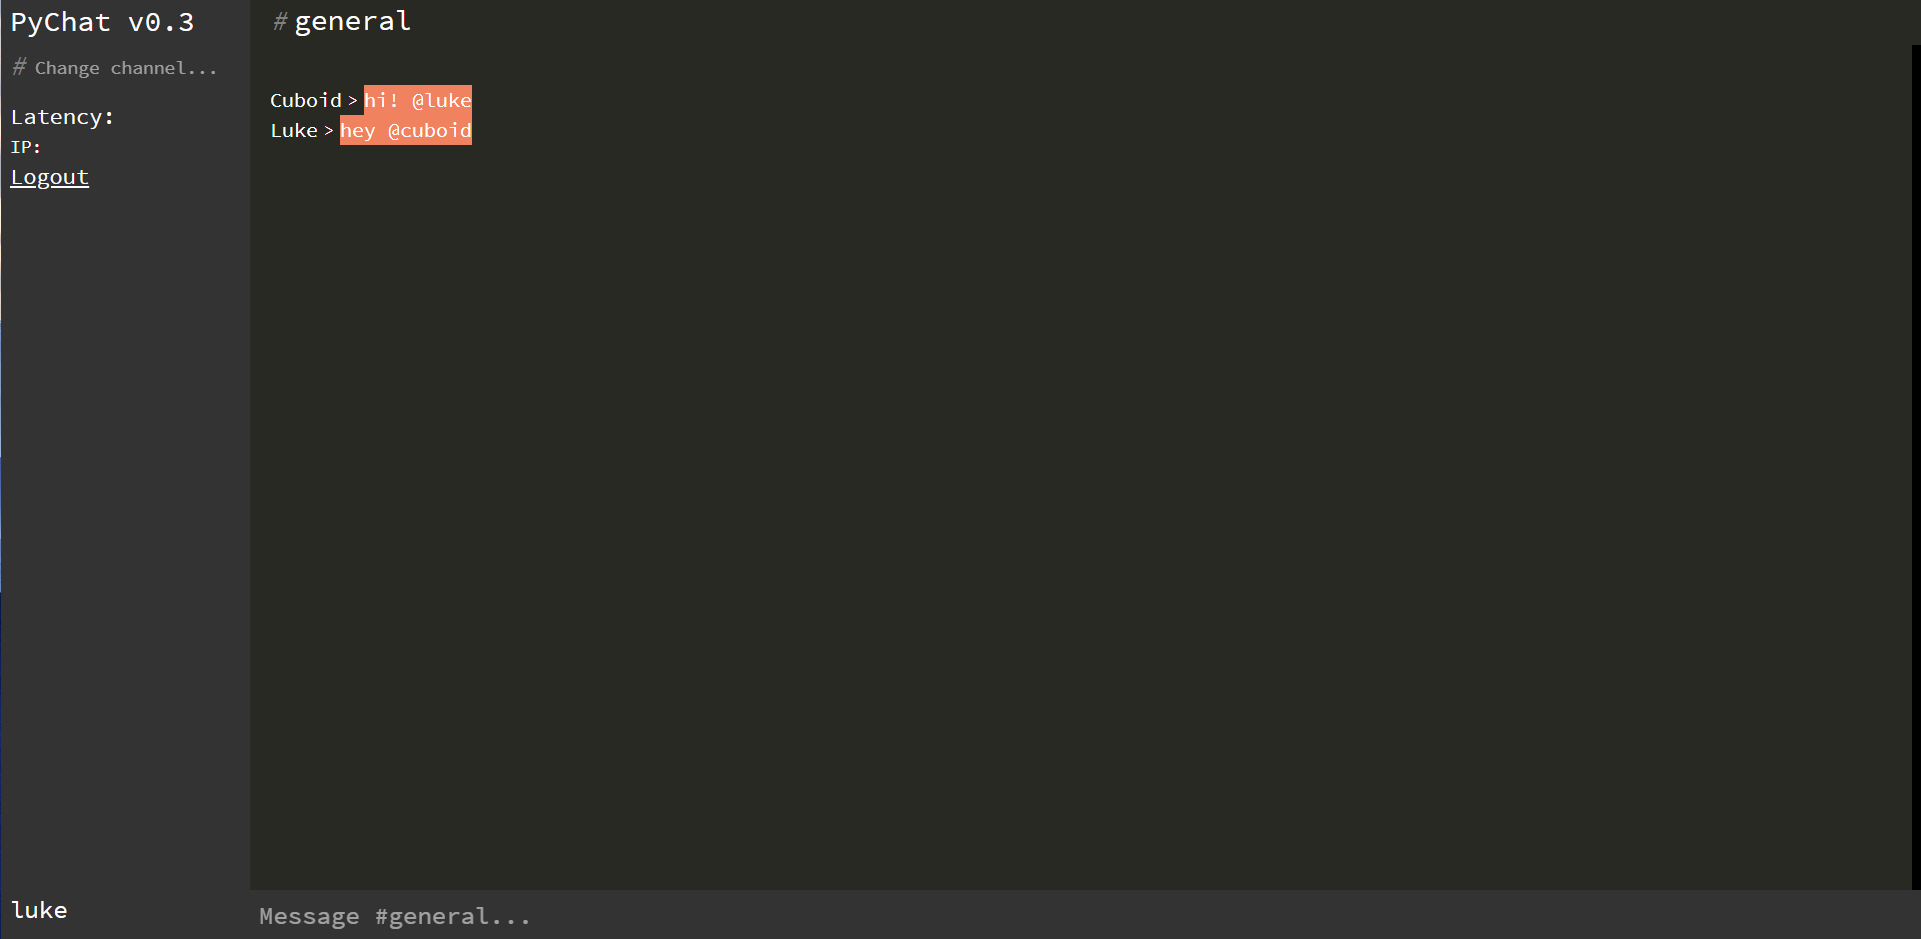 PyChat v0.3
# Change channel...
Latency:
IP:
Logout
# general
Cuboid > hi! @luke
Luke > hey @cuboid
luke
Message #general...